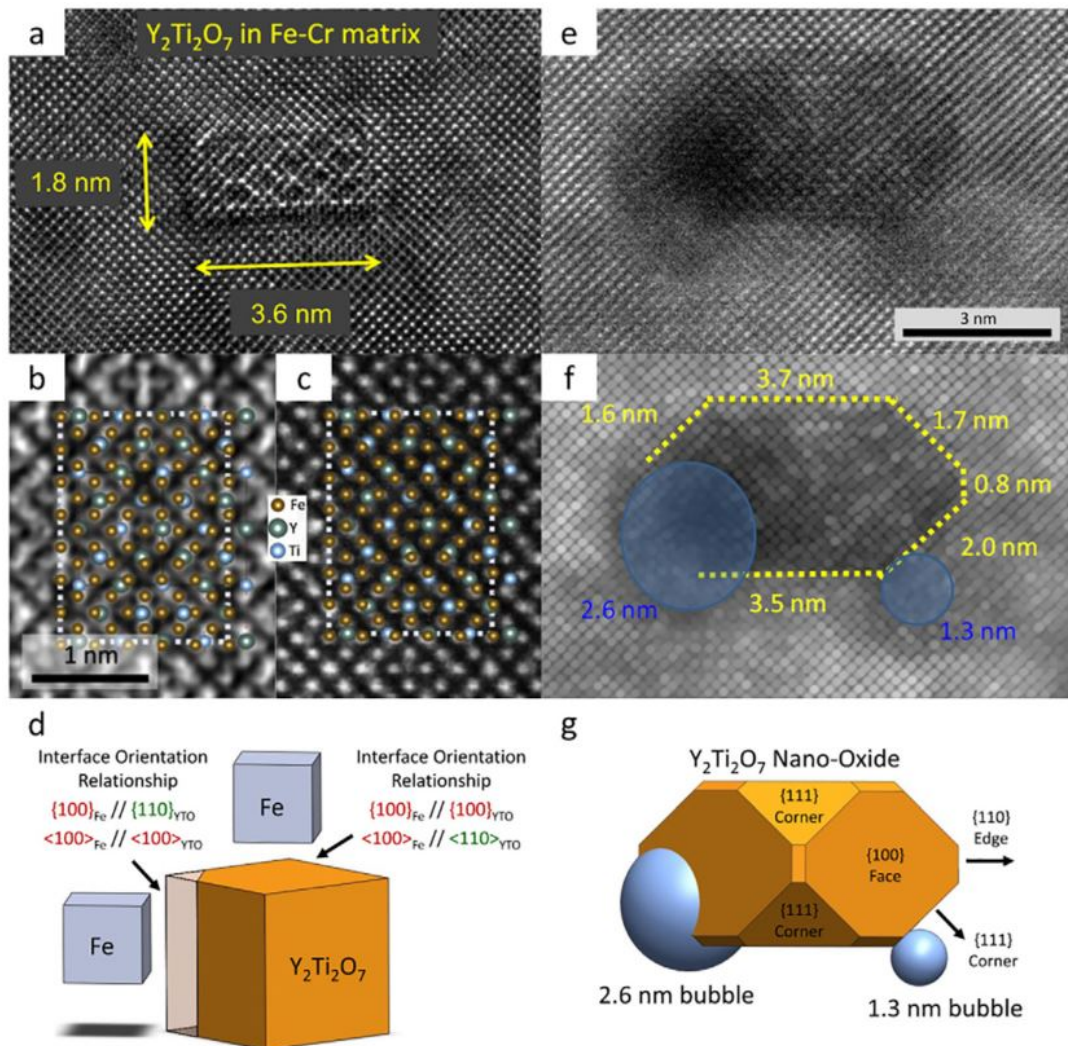 a
Y₂Ti₂O₇ in Fe-Cr matrix
1.8 nm
3.6 nm
b
1 nm
c
Fe
Y
Ti
d
Interface Orientation
Relationship
{100}Fe // {110}YTO
<100>Fe // <100>YTO
Fe
Interface Orientation
Relationship
{100}Fe // {100}YTO
<100>Fe // <110>YTO
Fe
Y₂Ti₂O₇
e
3 nm
f
3.7 nm
1.6 nm
1.7 nm
0.8 nm
2.0 nm
3.5 nm
2.6 nm
1.3 nm
g
Y₂Ti₂O₇ Nano-Oxide
{111}
Corner
{110}
Edge
{100}
Face
{111}
Corner
{111}
Corner
2.6 nm bubble
1.3 nm bubble